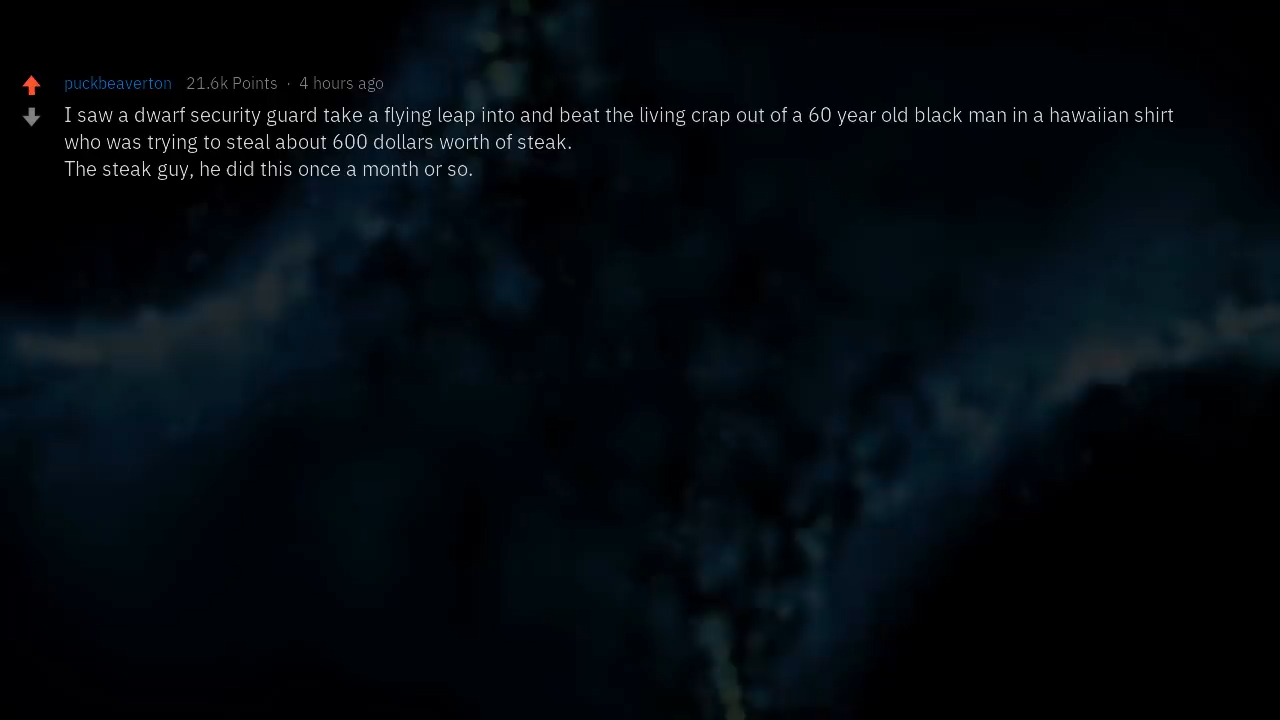 puckbeaverton 21.6k Points · 4 hours ago
I saw a dwarf security guard take a flying leap into and beat the living crap out of a 60 year old black man in a hawaiian shirt
who was trying to steal about 600 dollars worth of steak.
The steak guy, he did this once a month or so.